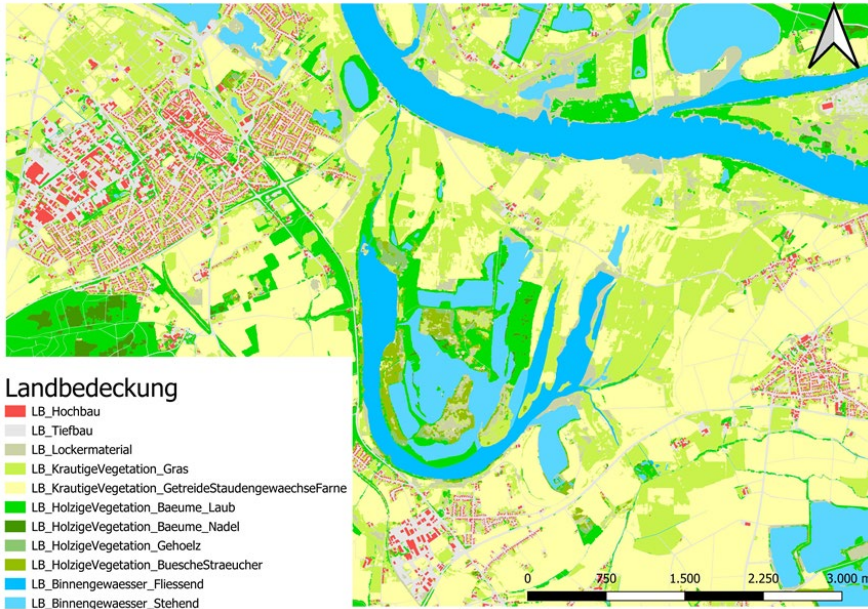 Landbedeckung
LB_Hochbau
LB_Tiefbau
LB_Lockermaterial
LB_KrautigeVegetation_Gras
LB_KrautigeVegetation_GetreideStaudengewaechseFarne
LB_HolzigeVegetation_Baeume_Laub
LB_HolzigeVegetation_Baeume_Nadel
LB_HolzigeVegetation_Gehoelz
LB_HolzigeVegetation_BuescheStraeucher
LB_Binnengewaesser_Fliessend
LB_Binnengewaesser_Stehend
0 750 1.500 2.250 3.000 m